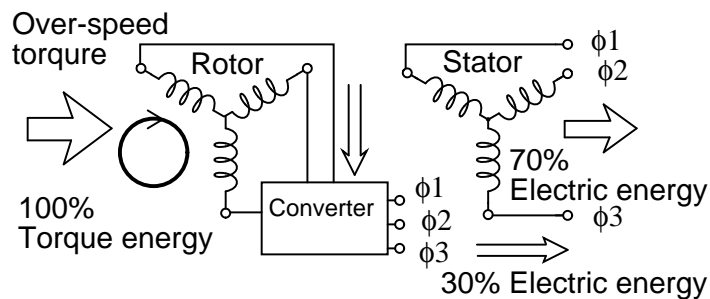 Over-speed
torqure
Rotor
Stator
ϕ1
ϕ2
70%
Electric energy
ϕ3
100%
Torque energy
Converter
ϕ1
ϕ2
ϕ3
30% Electric energy